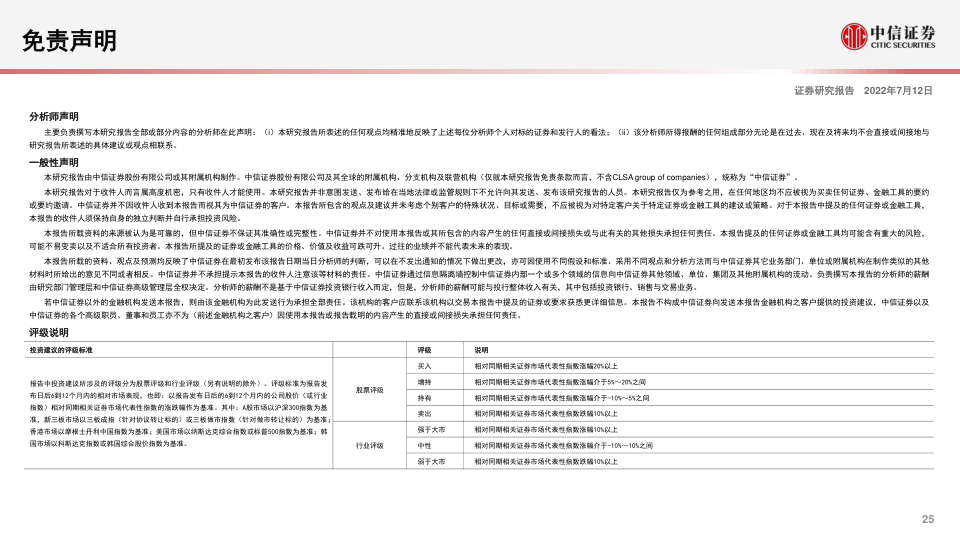 免责声明
中信证券
CITIC SECURITIES
证券研究报告 2022年7月12日
分析师声明
主要负责撰写本研究报告全部或部分内容的分析师在此声明：（i）本研究报告所表述的任何观点均精准地反映了上述每位分析师个人对标的证券和发行人的看法；（ii）该分析师所得报酬的任何组成部分无论是在过去、现在及将来均不会直接或间接地与
研究报告所表述的具体建议或观点相联系。
一般性声明
本研究报告由中信证券股份有限公司或其附属机构制作。中信证券股份有限公司及其全球的附属机构、分支机构及联营机构（仅就本研究报告免责条款而言，不含CLSA group of companies），统称为“中信证券”。
本研究报告对于收件人而言属高度机密，只有收件人才能使用。本研究报告并非意图发送、发布给在当地法律或监管规则下不允许向其发送、发布该研究报告的人员。本研究报告仅为参考之用，在任何地区均不应被视为买卖任何证券、金融工具的要约
或要约邀请。中信证券并不因收件人收到本报告而视其为中信证券的客户。本报告所包含的观点及建议并未考虑个别客户的特殊状况、目标或需要，不应被视为对特定客户关于特定证券或金融工具的建议或策略。对于本报告中提及的任何证券或金融工具，
本报告的收件人须保持自身的独立判断并自行承担投资风险。
本报告所载资料的来源被认为是可靠的，但中信证券不保证其准确性或完整性。中信证券并不对使用本报告或其所包含的内容产生的任何直接或间接损失或与此有关的其他损失承担任何责任。本报告提及的任何证券或金融工具均可能含有重大的风险，
可能不易变卖以及不适合所有投资者。本报告所提及的证券或金融工具的价格、价值及收益可跌可升。过往的业绩并不能代表未来的表现。
本报告所载的资料、观点及预测均反映了中信证券在最初发布该报告日期当日分析师的判断，可以在不发出通知的情况下做出更改，亦可因使用不同假设和标准、采用不同观点和分析方法而与中信证券其它业务部门、单位或附属机构在制作类似的其他
材料时所给出的意见不同或者相反。中信证券并不承担提示本报告的收件人注意该等材料的责任。中信证券通过信息隔离墙控制中信证券内部一个或多个领域的信息向中信证券其他领域、单位、集团及其他附属机构的流动。负责撰写本报告的分析师的薪酬
由研究部门管理层和中信证券高级管理层全权决定。分析师的薪酬不是基于中信证券投资银行收入而定，但是，分析师的薪酬可能与投行整体收入有关，其中包括投资银行、销售与交易业务。
若中信证券以外的金融机构发送本报告，则由该金融机构为此发送行为承担全部责任。该机构的客户应联系该机构以交易本报告中提及的证券或要求获悉更详细信息。本报告不构成中信证券向发送本报告金融机构之客户提供的投资建议，中信证券以及
中信证券的各个高级职员、董事和员工亦不为（前述金融机构之客户）因使用本报告或报告载明的内容产生的直接或间接损失承担任何责任。
评级说明
投资建议的评级标准
评级
说明
报告中投资建议所涉及的评级分为股票评级和行业评级（另有说明的除外）。评级标准为报告发
布日后6到12个月内的相对市场表现，也即：以报告发布日后的6到12个月内的公司股价（或行业
指数）相对同期相关证券市场代表性指数的涨跌幅作为基准。其中：A股市场以沪深300指数为基
准，新三板市场以三板成指（针对协议转让标的）或三板做市指数（针对做市转让标的）为基准；
香港市场以摩根士丹利中国指数为基准；美国市场以纳斯达克综合指数或标普500指数为基准；韩
国市场以科斯达克指数或韩国综合股价指数为基准。
股票评级
买入
相对同期相关证券市场代表性指数涨幅20%以上
增持
相对同期相关证券市场代表性指数涨幅介于5%～20%之间
持有
相对同期相关证券市场代表性指数涨幅介于-10%～5%之间
卖出
相对同期相关证券市场代表性指数跌幅10%以上
行业评级
强于大市
相对同期相关证券市场代表性指数涨幅10%以上
中性
相对同期相关证券市场代表性指数涨幅介于-10%～10%之间
弱于大市
相对同期相关证券市场代表性指数跌幅10%以上
25